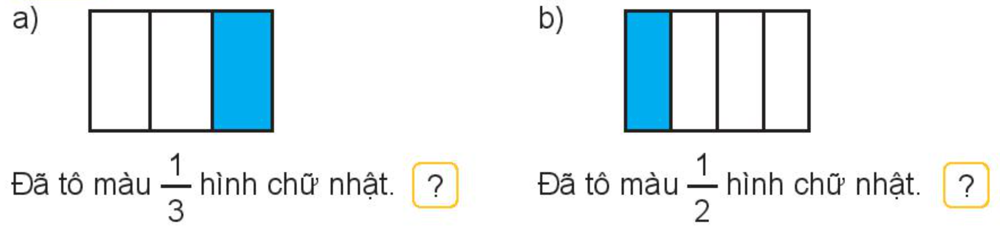 a)
b)
Đã tô màu 1/3 hình chữ nhật. ?
Đã tô màu 1/2 hình chữ nhật. ?